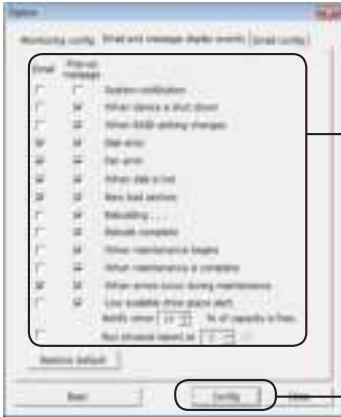 Option
Monitoring config Email and message display events Email config
Email Pop-up message
System notification
When device is shut down
When RAID setting changes
Disk error
Fan error
When disk is hot
New bad sectors
Rebuilding . . .
Rebuild complete
When maintenance begins
When maintenance is complete
When errors occur during maintenance
Low available drive space alert
Notify when % of capacity is free.
Restore default
Config